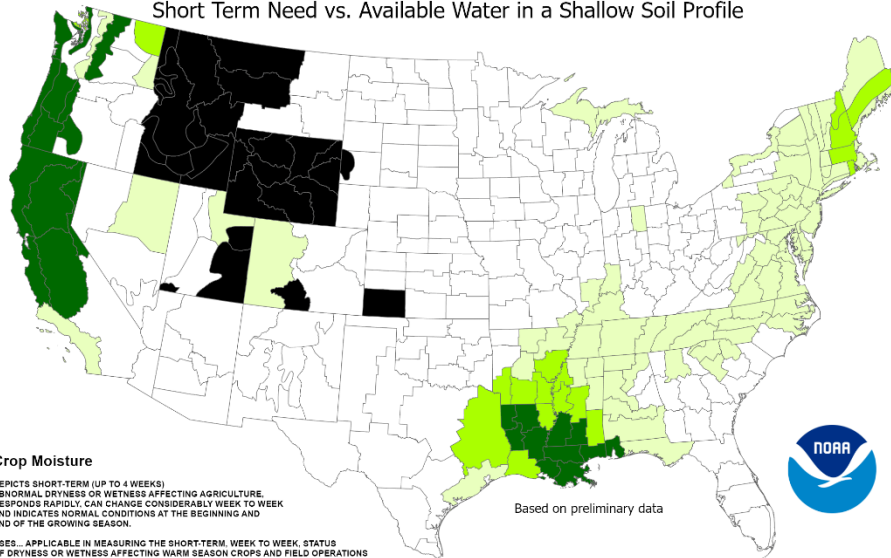 Short Term Need vs. Available Water in a Shallow Soil Profile
NOAA
Crop Moisture
EPICTS SHORT-TERM (UP TO 4 WEEKS)
BNORMAL DRYNESS OR WETNESS AFFECTING AGRICULTURE,
ESPONDS RAPIDLY, CAN CHANGE CONSIDERABLY WEEK TO WEEK
ND INDICATES NORMAL CONDITIONS AT THE BEGINNING AND
ND OF THE GROWING SEASON.
Based on preliminary data
SES... APPLICABLE IN MEASURING THE SHORT-TERM, WEEK TO WEEK, STATUS
F DRYNESS OR WETNESS AFFECTING WARM SEASON CROPS AND FIELD OPERATIONS